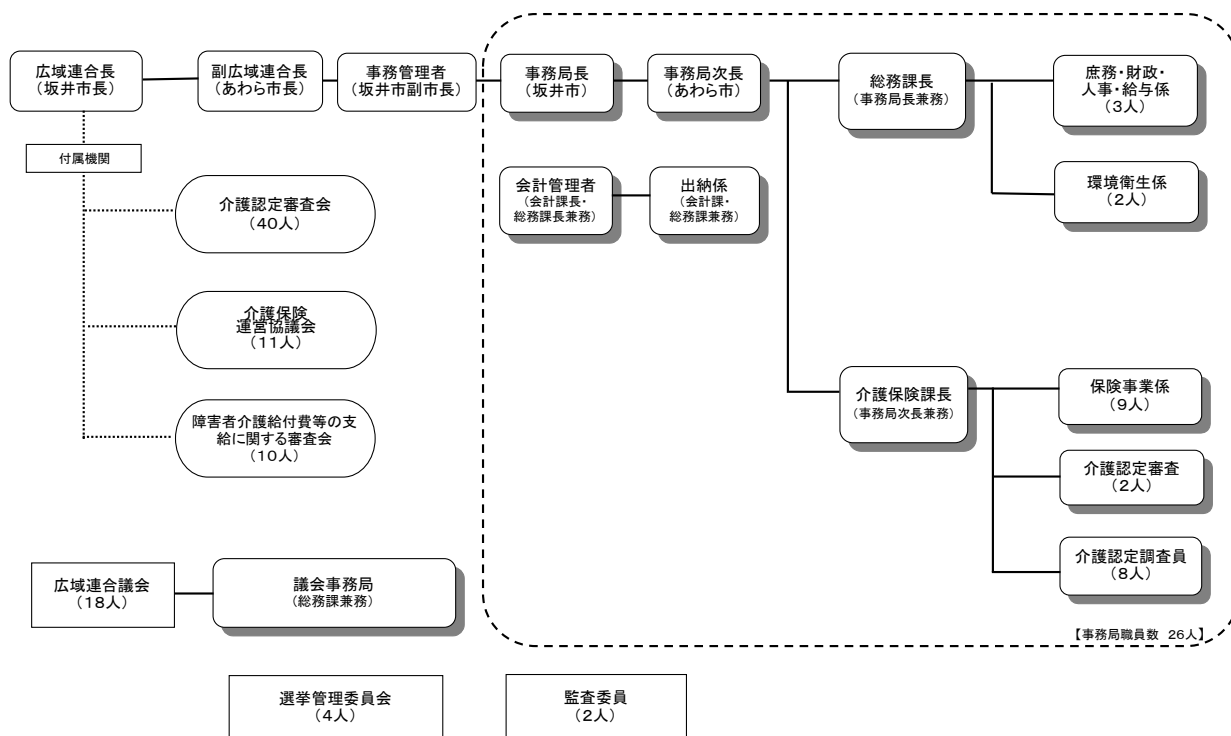 広域連合長
(坂井市長)
副広域連合長
(あわら市長)
事務管理者
(坂井市副市長)
事務局長
(坂井市)
事務局次長
(あわら市)
総務課長
(事務局長兼務)
庶務・財政・
人事・給与係
(3人)
付属機関
環境衛生係
(2人)
会計管理者
(会計課長・
総務課長兼務)
出納係
(会計課・
総務課兼務)
介護認定審査会
(40人)
介護保険
運営協議会
(11人)
障害者介護給付費等の支
給に関する審査会
(10人)
介護保険課長
(事務局次長兼務)
保険事業係
(9人)
介護認定審査
(2人)
介護認定調査員
(8人)
広域連合議会
(18人)
議会事務局
(総務課兼務)
【事務局職員数 26人】
選挙管理委員会
(4人)
監査委員
(2人)